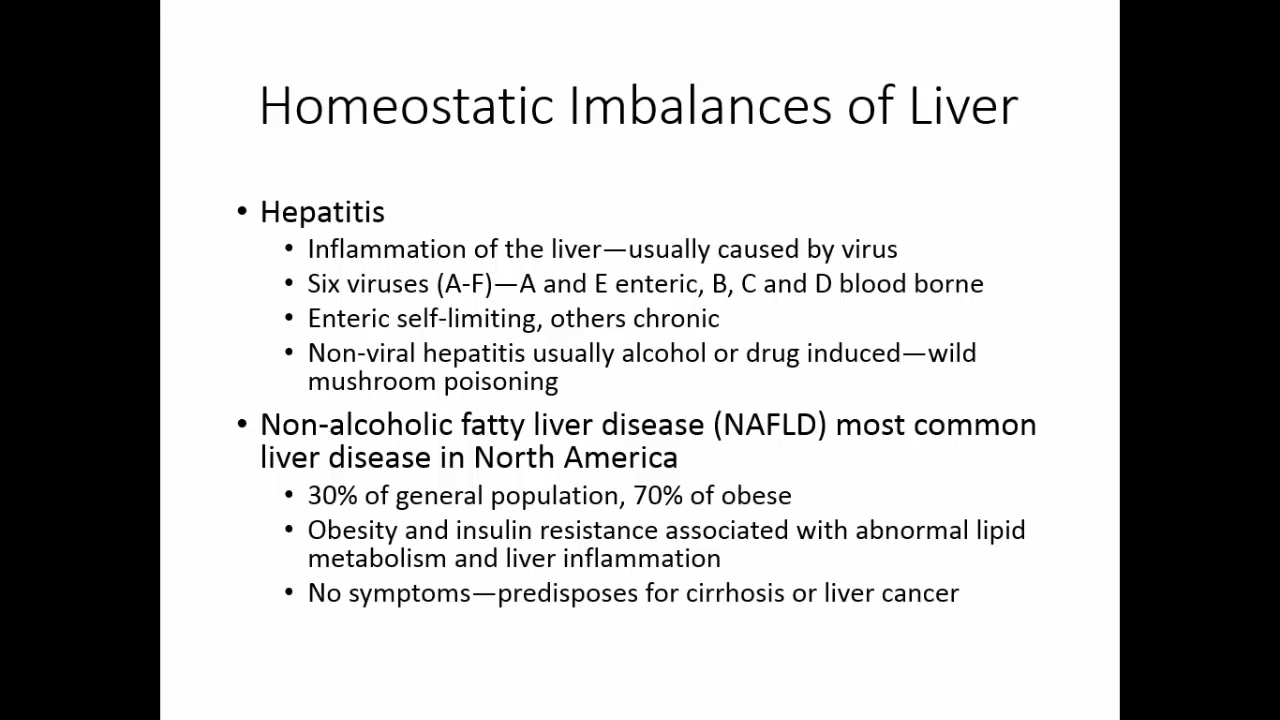 Homeostatic Imbalances of Liver
• Hepatitis
• Inflammation of the liver—usually caused by virus
• Six viruses (A-F)—A and E enteric, B, C and D blood borne
• Enteric self-limiting, others chronic
• Non-viral hepatitis usually alcohol or drug induced—wild
mushroom poisoning
• Non-alcoholic fatty liver disease (NAFLD) most common
liver disease in North America
• 30% of general population, 70% of obese
• Obesity and insulin resistance associated with abnormal lipid
metabolism and liver inflammation
• No symptoms—predisposes for cirrhosis or liver cancer